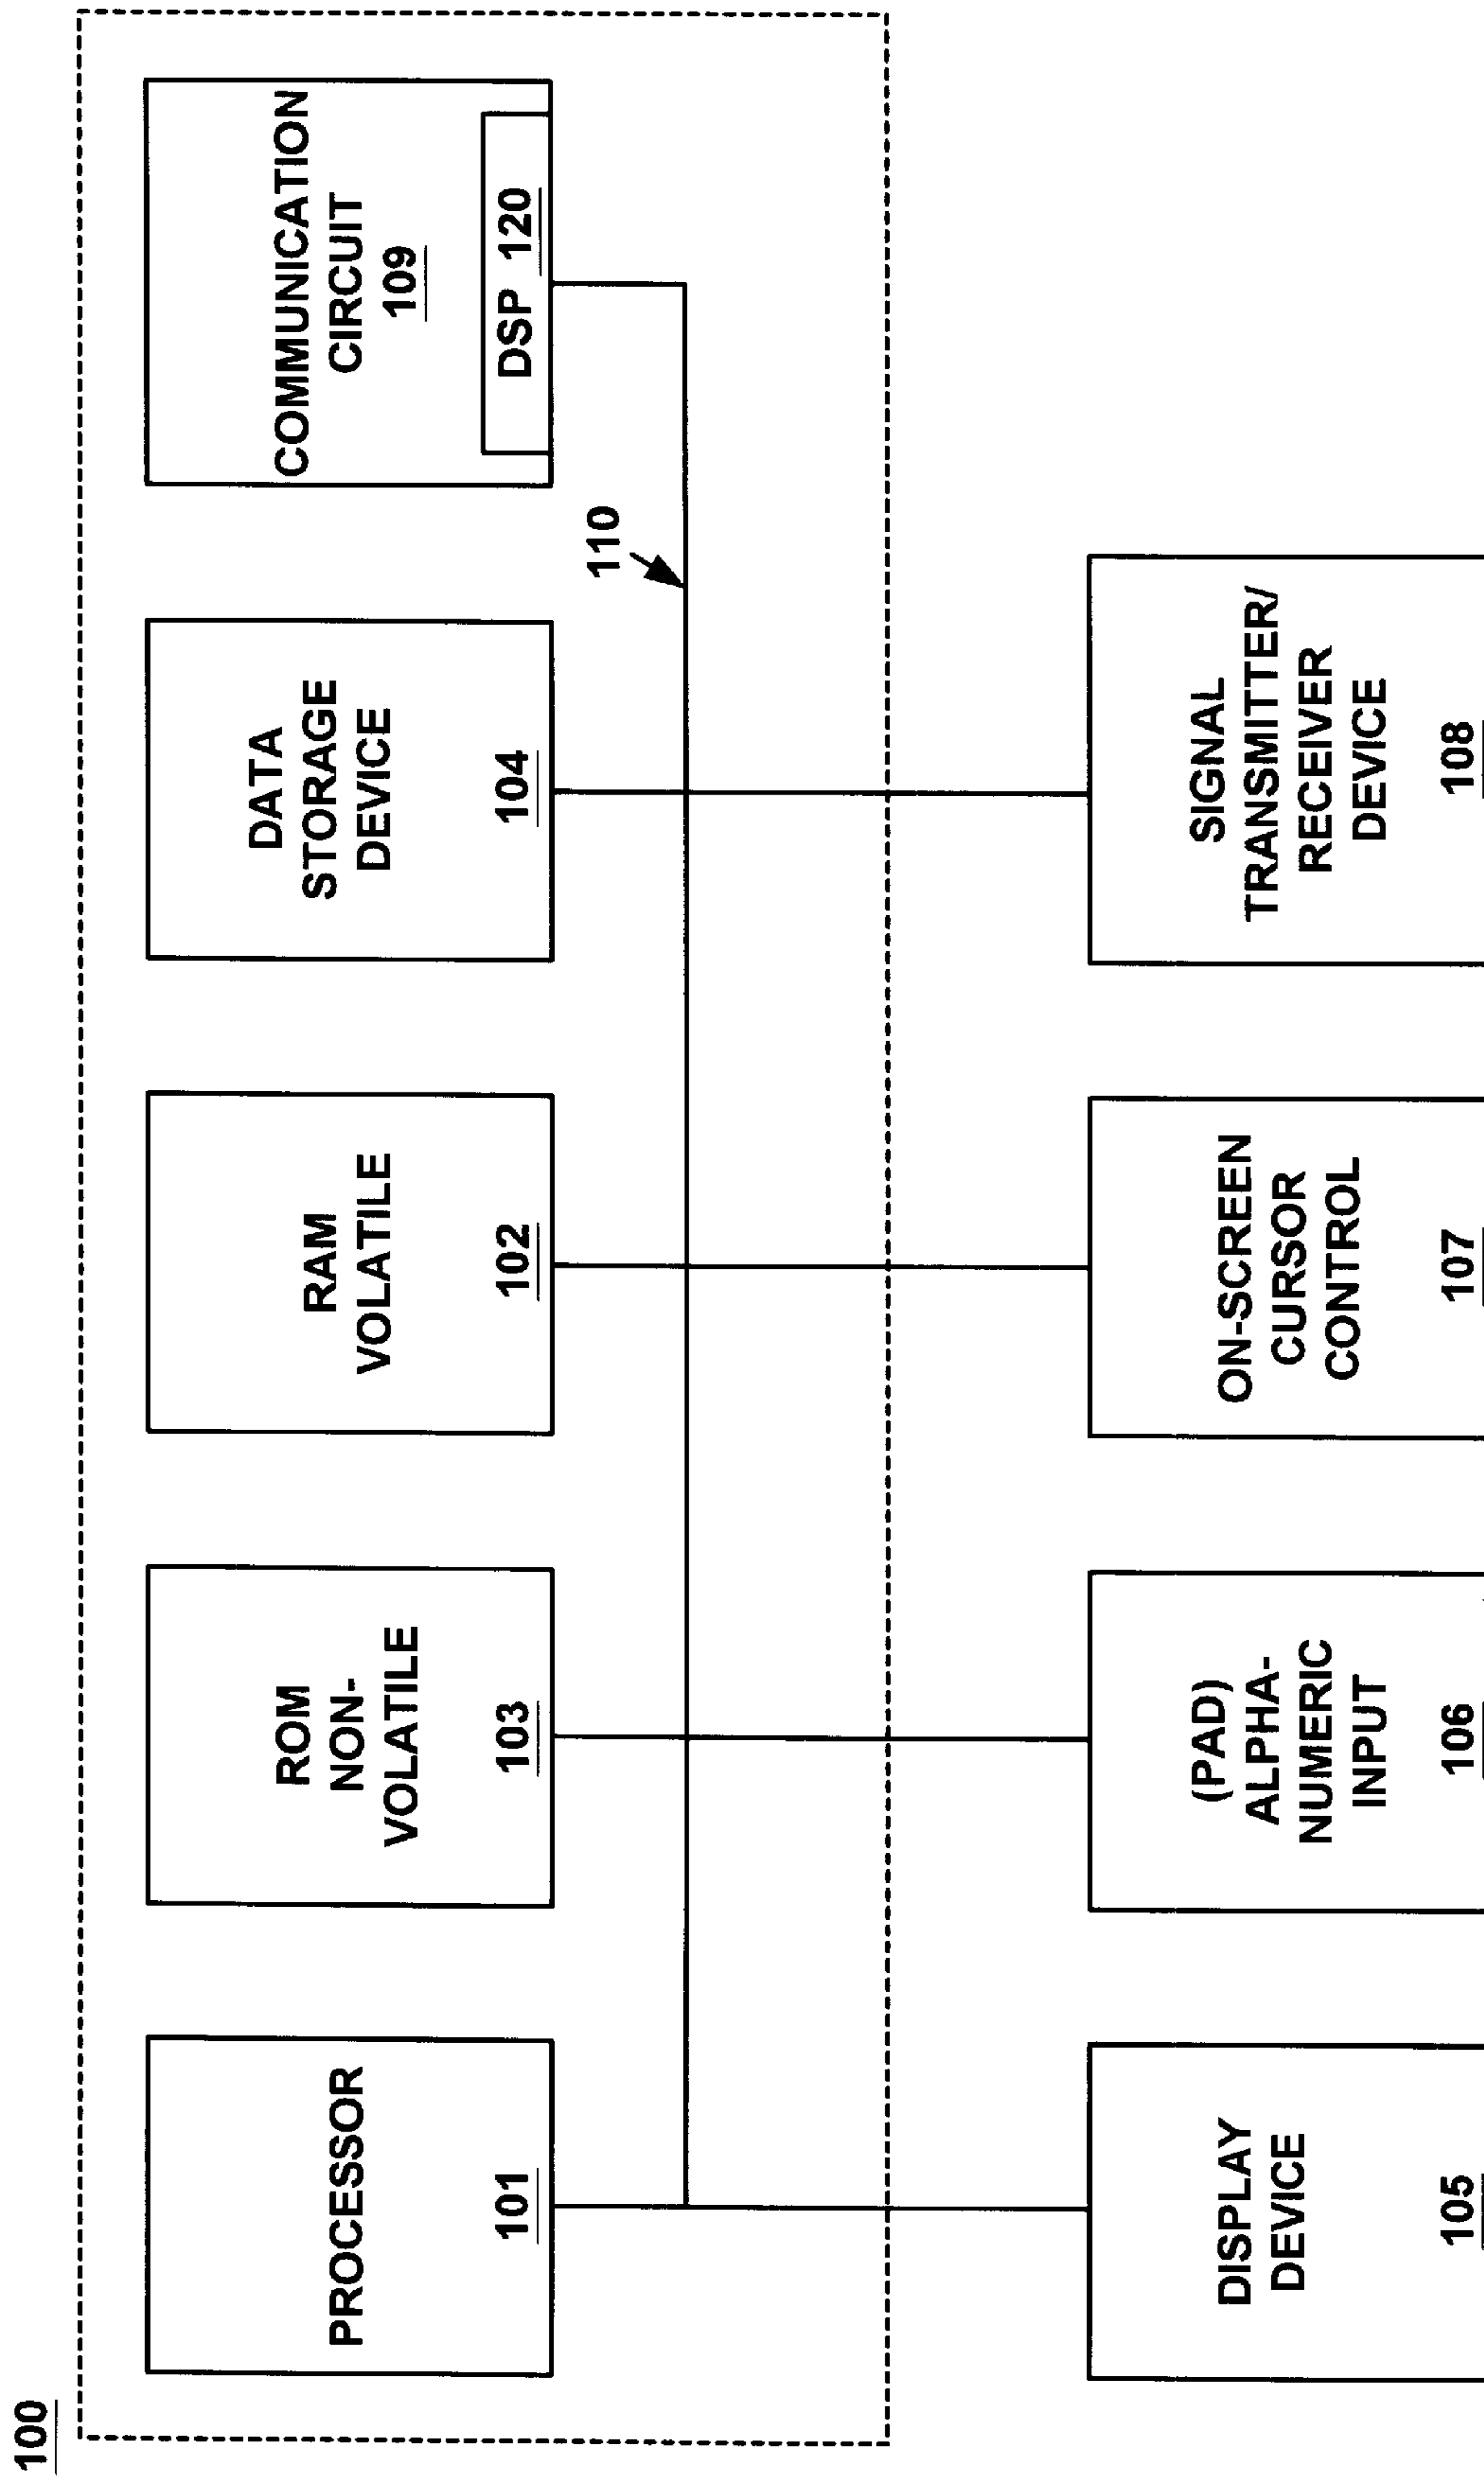 100
PROCESSOR
101
ROM
NON-
VOLATILE
103
RAM
VOLATILE
102
DATA
STORAGE
DEVICE
104
COMMUNICATION
CIRCUIT
109
DSP 120
110
DISPLAY
DEVICE
105
(PAD)
ALPHA-
NUMERIC
INPUT
106
ON-SCREEN
CURSOR
CONTROL
107
SIGNAL
TRANSMITTER/
RECEIVER
DEVICE
108